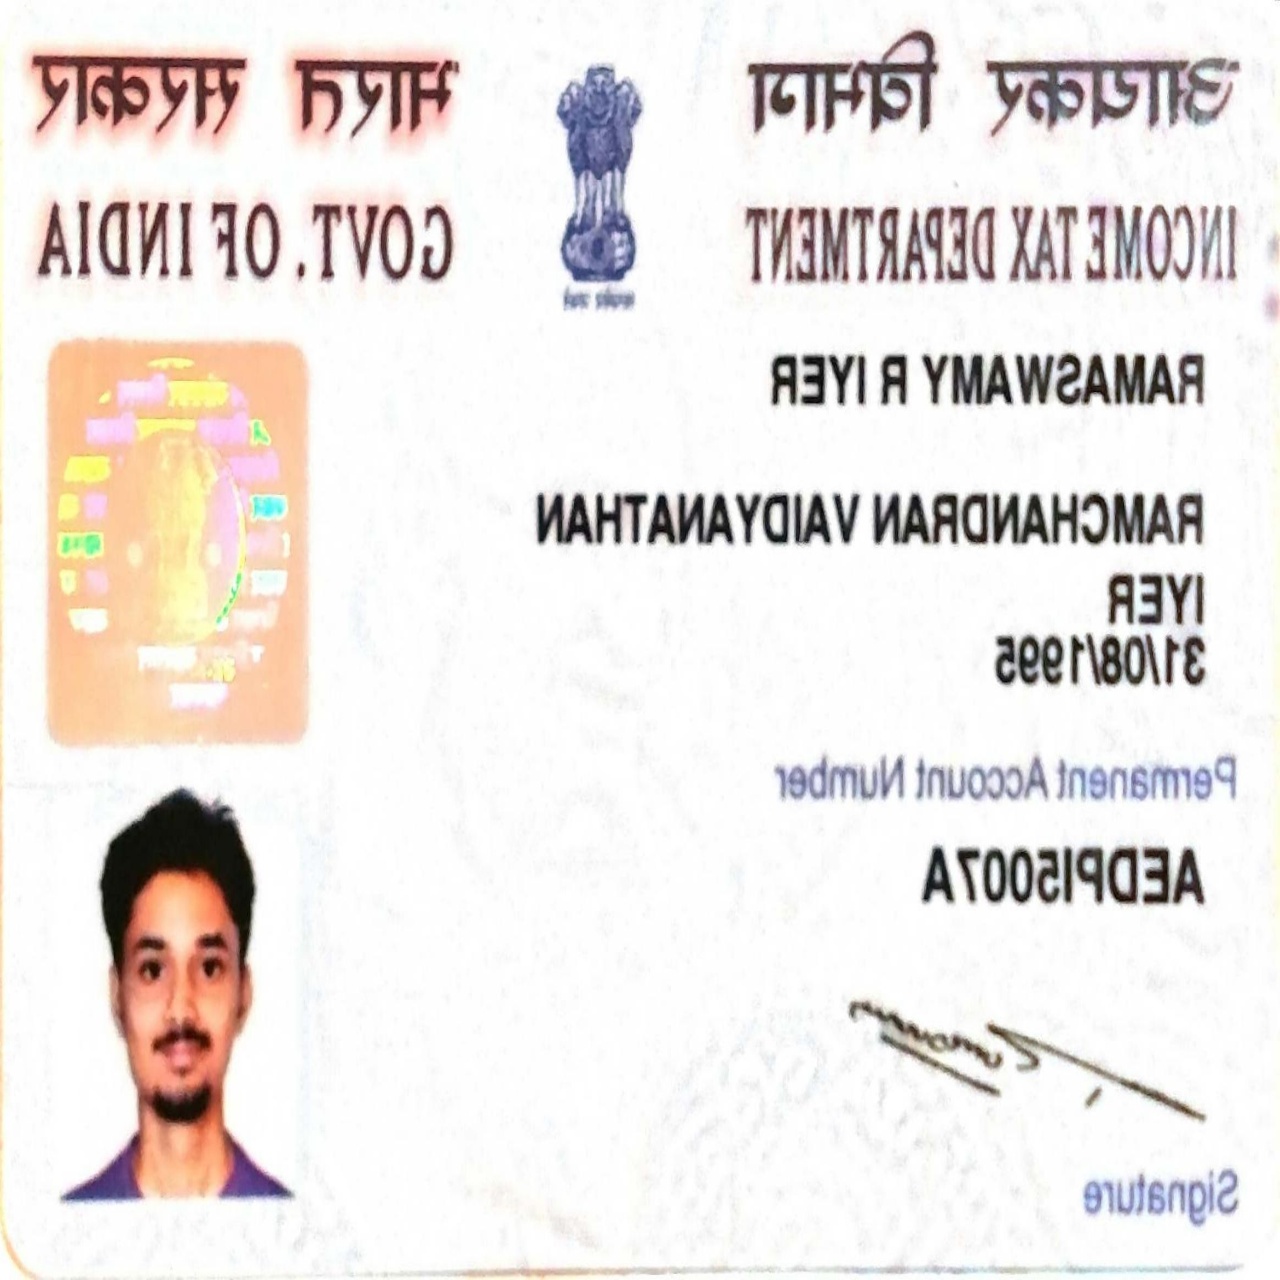 आयकर विभाग
INCOME TAX DEPARTMENT
भारत सरकार
GOVT. OF INDIA
RAMASWAMY R IYER
RAMCHANDRAN VAIDYANATHAN
IYER
31/08/1995
Permanent Account Number
AEDPI5007A
Signature